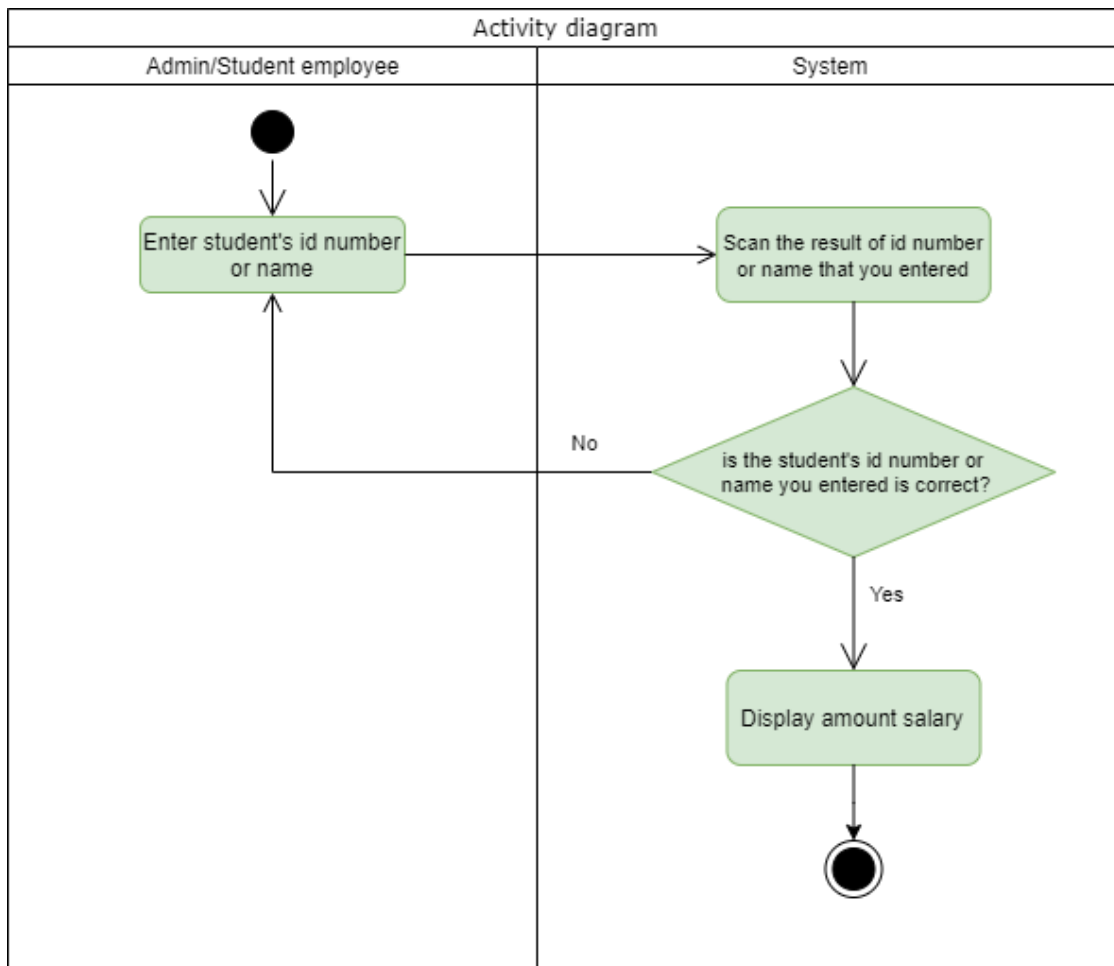 Activity diagram
Admin/Student employee
System
Enter student's id number
or name
Scan the result of id number
or name that you entered
No
is the student's id number or
name you entered is correct?
Yes
Display amount salary